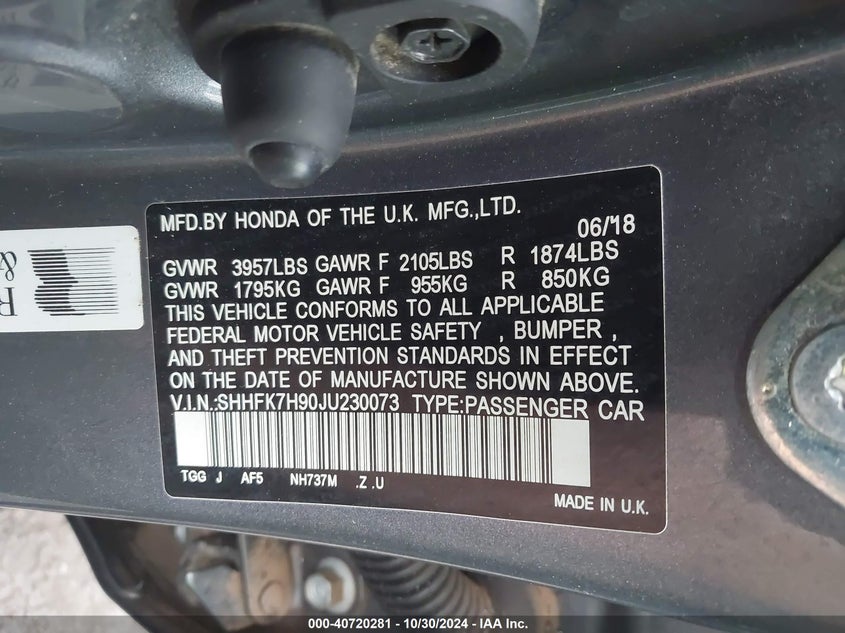 MFD.BY HONDA OF THE U.K. MFG.,LTD.
06/'18
GVWR 3957LBS GAWR F 2105LBS R 1874LBS
GVWR 1795KG GAWR F 955KG R 850KG
THIS VEHICLE CONFORMS TO ALL APPLICABLE
FEDERAL MOTOR VEHICLE SAFETY , BUMPER ,
AND THEFT PREVENTION STANDARDS IN EFFECT
ON THE DATE OF MANUFACTURE SHOWN ABOVE.
V.I.N.:SHHFK7H90JU230073 TYPE:PASSENGER CAR
TGG J AF5 NH737M .Z .U
MADE IN U.K.
R
&
000-40720281 - 10/30/2024 - IAA Inc.